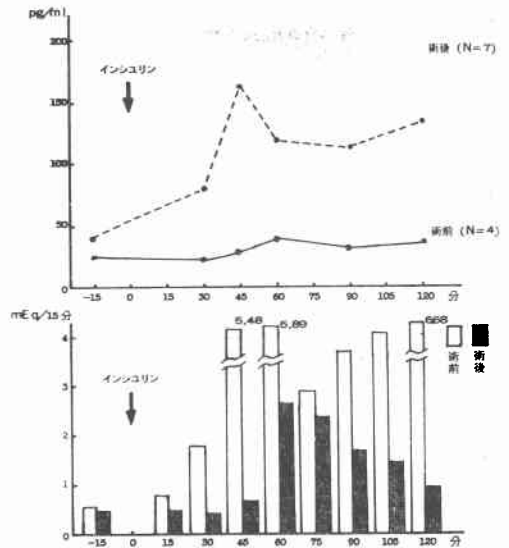 pg/ml
200
術後 (N=7)
インシュリン
150
100
50
術前 (N=4)
0
-15 0 30 45 60 75 90 105 120 分
mEq/15分
5,48 5,89 6,68
4
術前 術後
インシュリン
3
2
1
0
-15 0 15 30 45 60 75 90 105 120 分